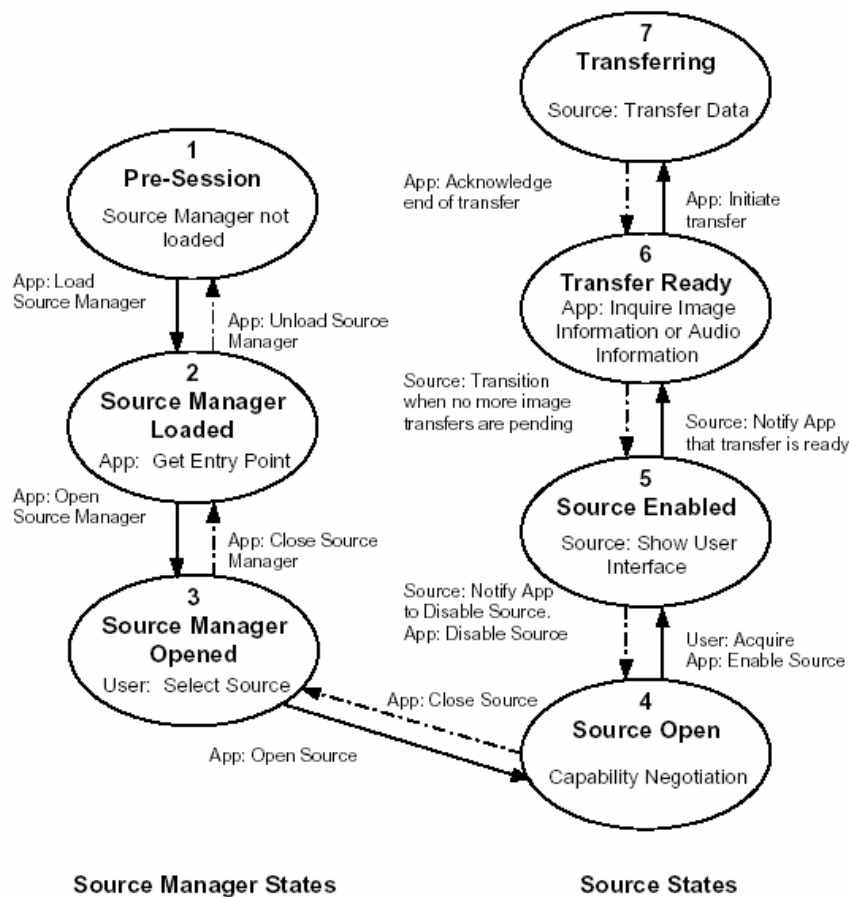 1
Pre-Session
Source Manager not
loaded
App: Load
Source Manager
App: Unload Source
Manager
2
Source Manager
Loaded
App: Get Entry Point
App: Open
Source Manager
App: Close Source
Manager
3
Source Manager
Opened
User: Select Source
App: Close Source
App: Open Source
Source Manager States
7
Transferring
Source: Transfer Data
App: Acknowledge
end of transfer
App: Initiate
transfer
6
Transfer Ready
App: Inquire Image
Information or Audio
Information
Source: Transition
when no more image
transfers are pending
Source: Notify App
that transfer is ready
5
Source Enabled
Source: Show User
Interface
Source: Notify App
to Disable Source.
App: Disable Source
User: Acquire
App: Enable Source
4
Source Open
Capability Negotiation
Source States